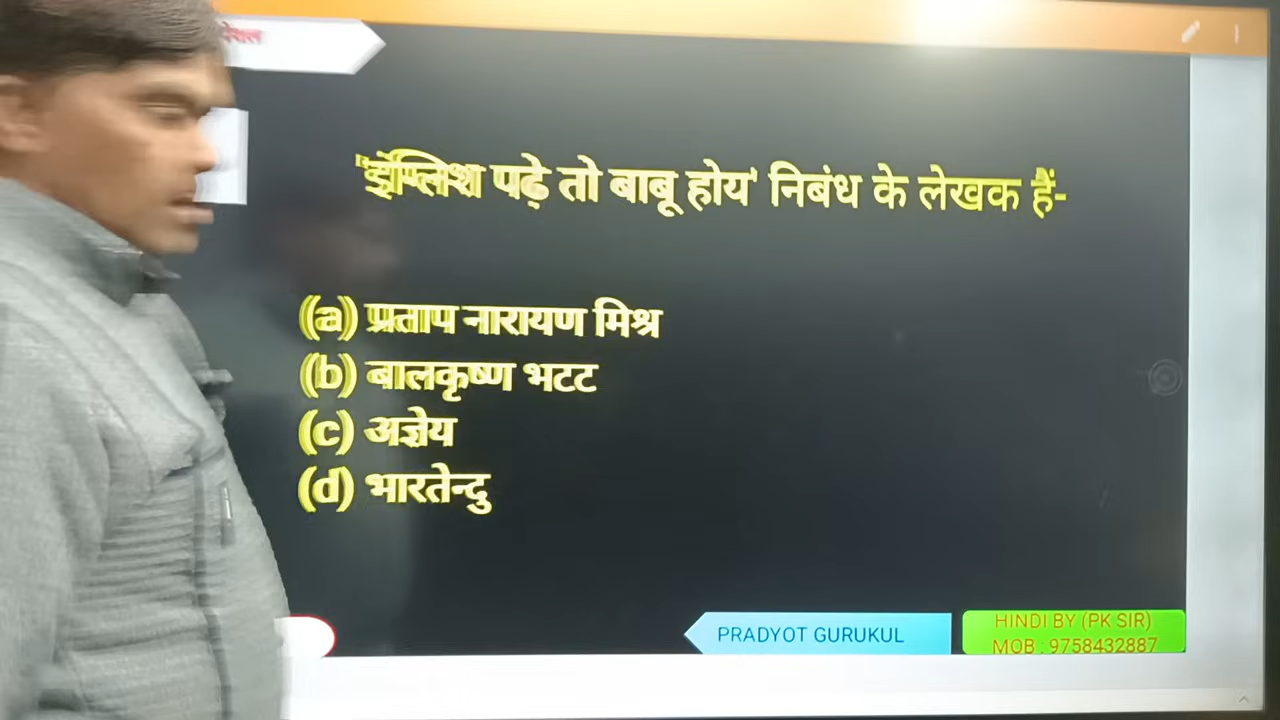 'इंग्लिश पढ़े तो बाबू होय' निबंध के लेखक हैं-
(a) प्रताप नारायण मिश्र
(b) बालकृष्ण भटट
(c) अज्ञेय
(d) भारतेन्दु
PRADYOT GURUKUL
HINDI BY (PK SIR)
MOB : 9758432887